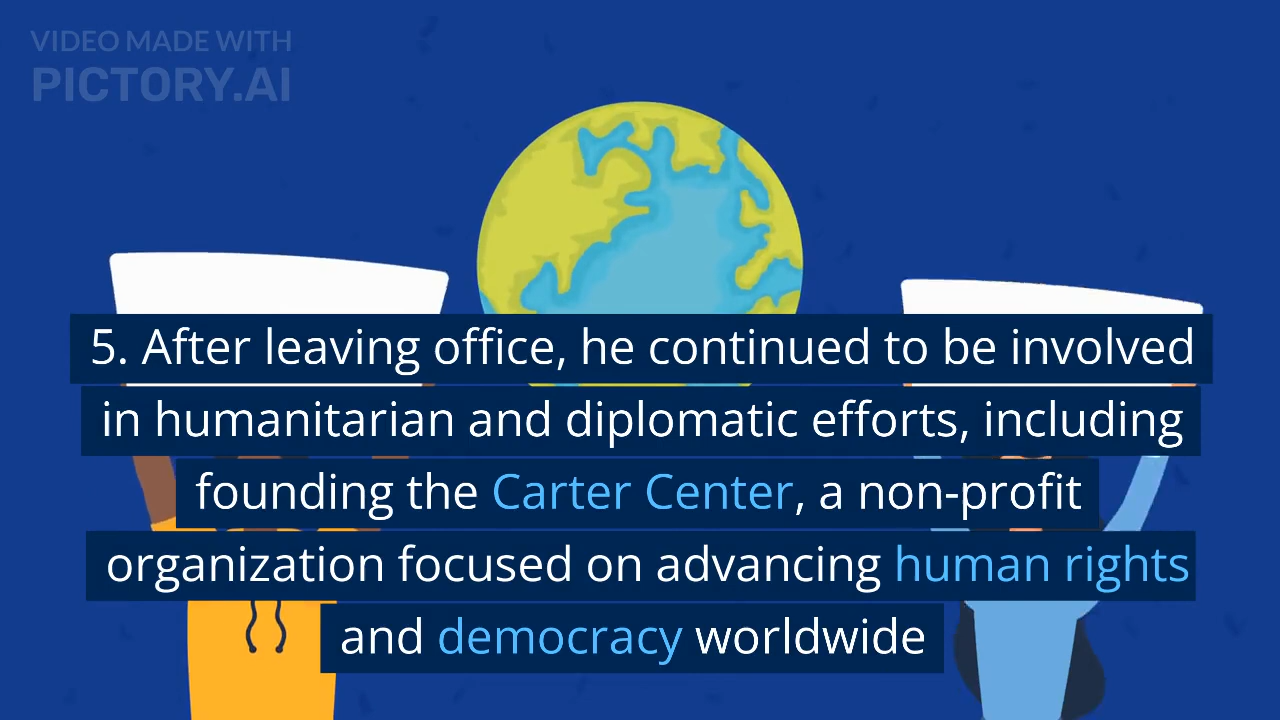 VIDEO MADE WITH
PICTORY.AI
5. After leaving office, he continued to be involved
in humanitarian and diplomatic efforts, including
founding the Carter Center, a non-profit
organization focused on advancing human rights
and democracy worldwide